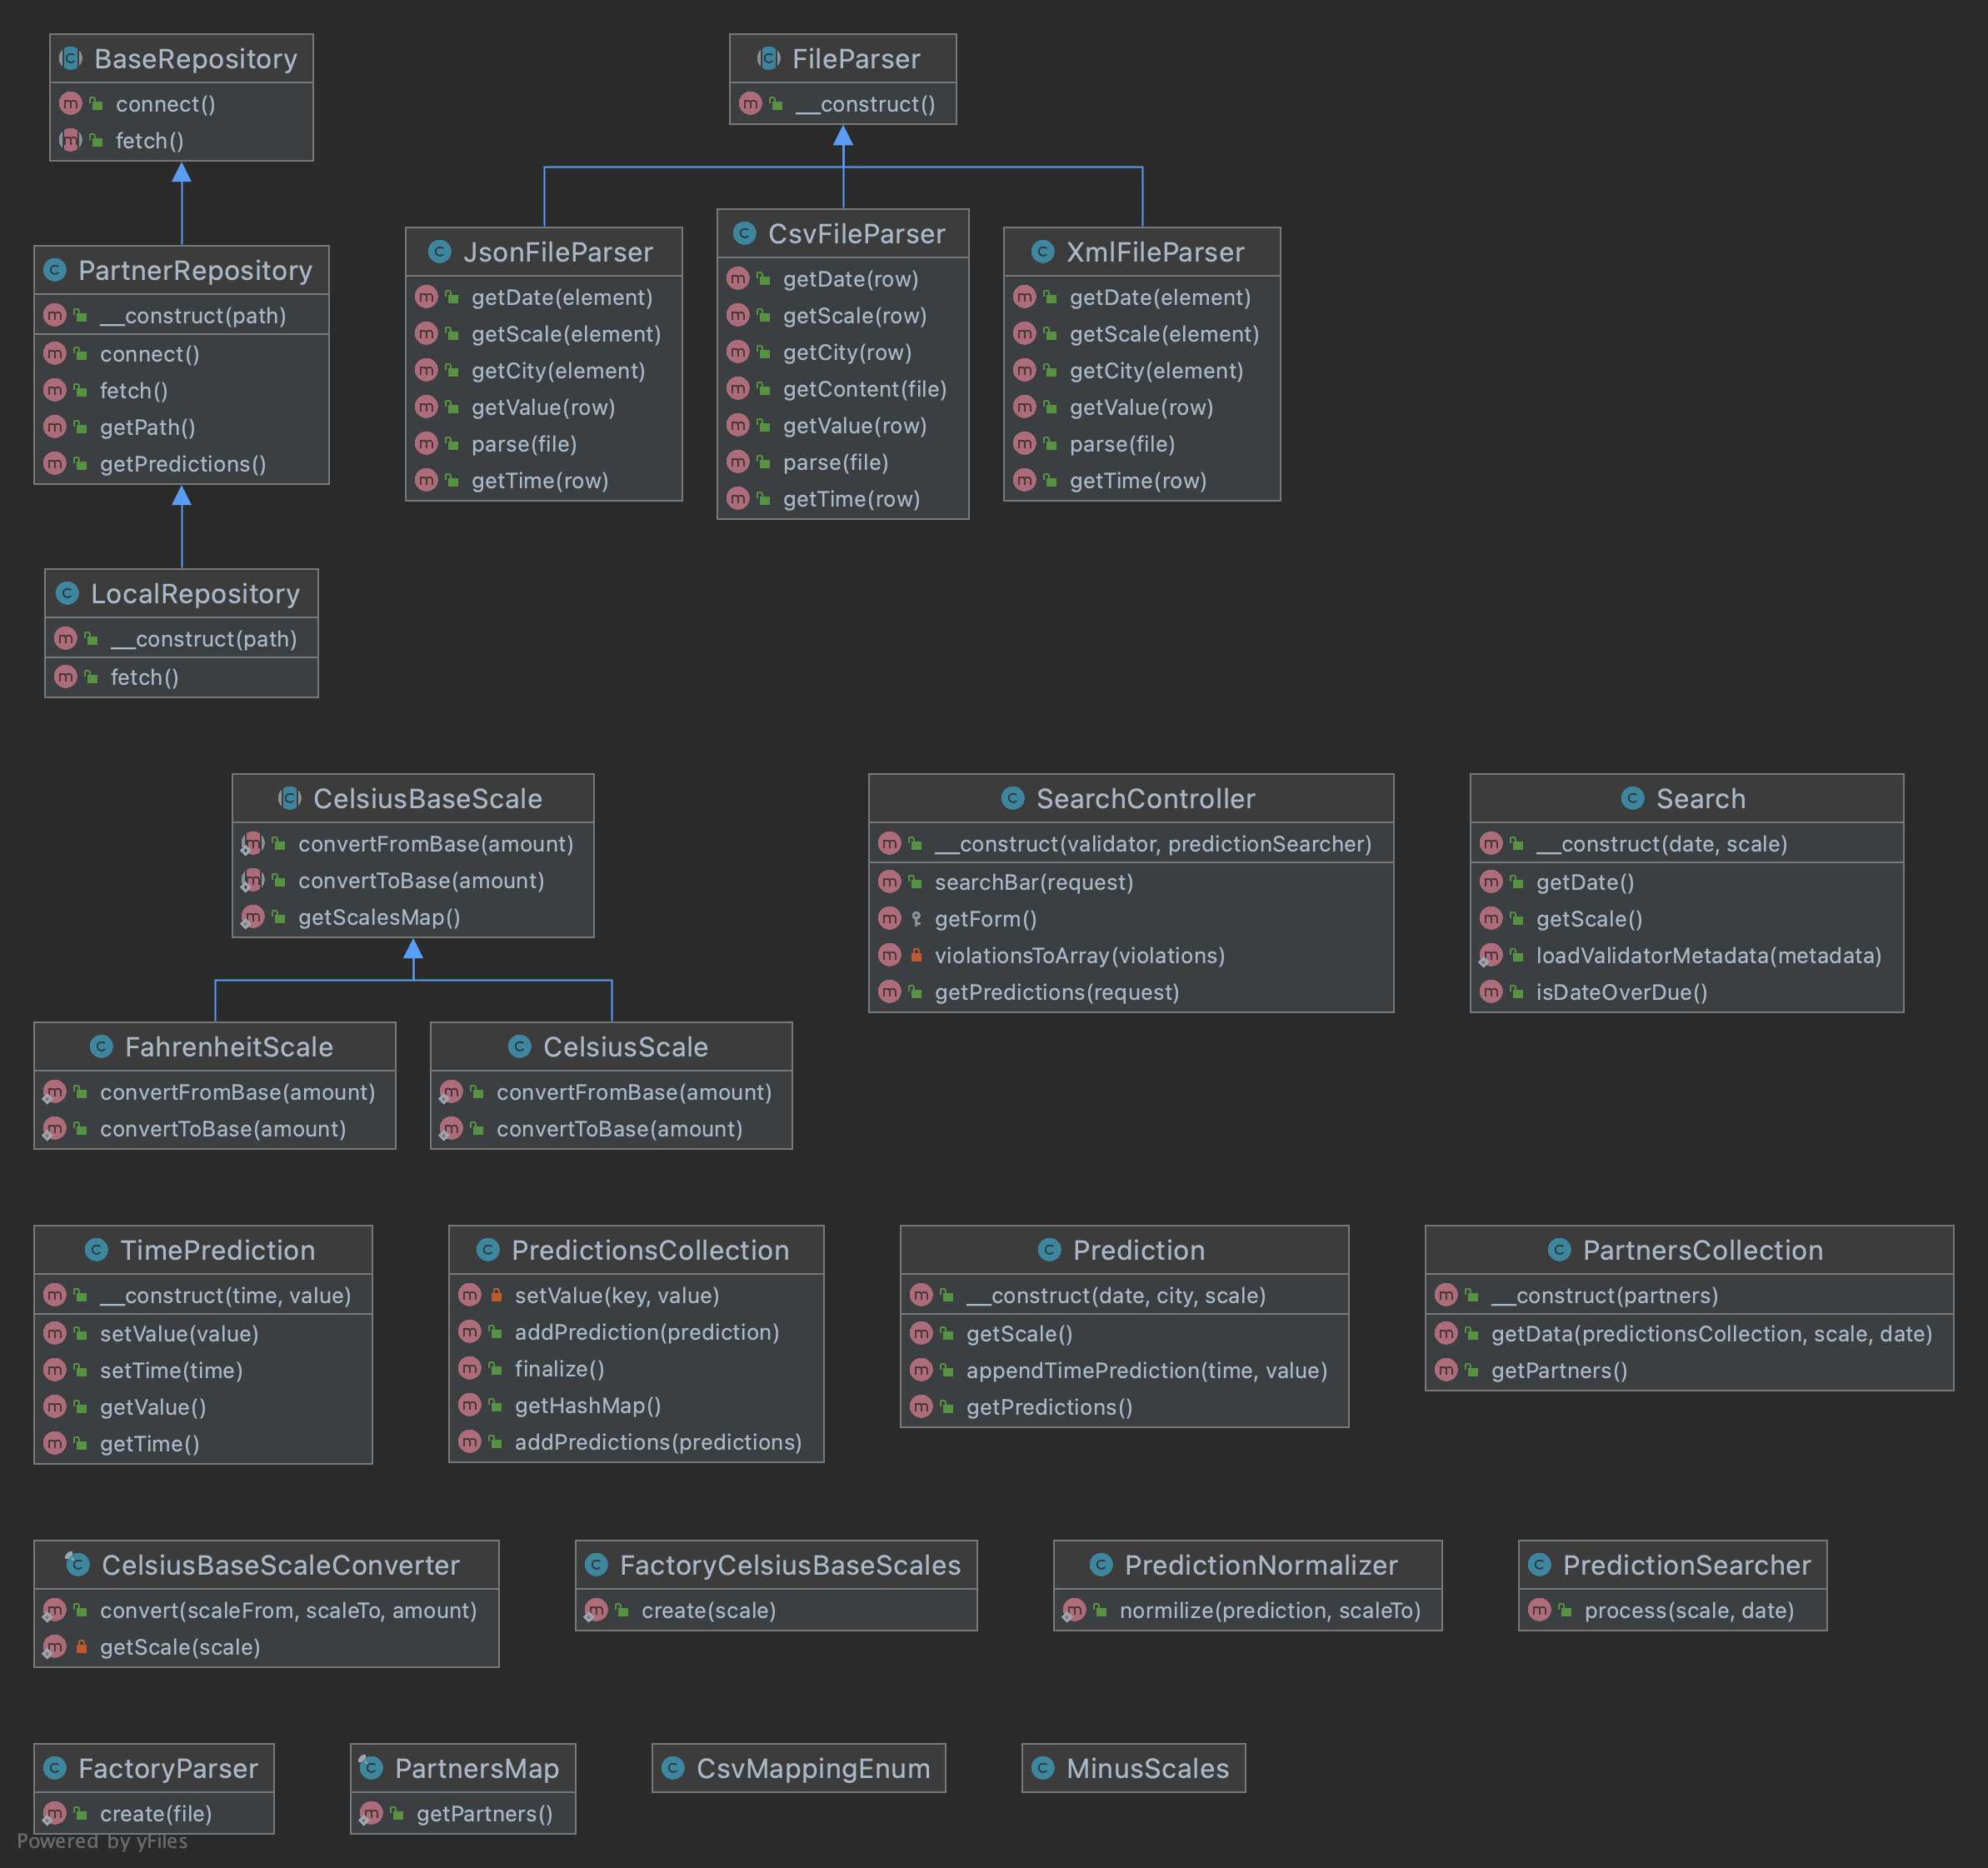 BaseRepository
connect()
fetch()
FileParser
__construct()
PartnerRepository
__construct(path)
connect()
fetch()
getPath()
getPredictions()
JsonFileParser
getDate(element)
getScale(element)
getCity(element)
getValue(row)
parse(file)
getTime(row)
CsvFileParser
getDate(row)
getScale(row)
getCity(row)
getContent(file)
getValue(row)
parse(file)
getTime(row)
XmlFileParser
getDate(element)
getScale(element)
getCity(element)
getValue(row)
parse(file)
getTime(row)
LocalRepository
__construct(path)
fetch()
CelsiusBaseScale
convertFromBase(amount)
convertToBase(amount)
getScalesMap()
SearchController
__construct(validator, predictionSearcher)
searchBar(request)
getForm()
violationsToArray(violations)
getPredictions(request)
Search
__construct(date, scale)
getDate()
getScale()
loadValidatorMetadata(metadata)
isDateOverDue()
FahrenheitScale
convertFromBase(amount)
convertToBase(amount)
CelsiusScale
convertFromBase(amount)
convertToBase(amount)
TimePrediction
__construct(time, value)
setValue(value)
setTime(time)
getValue()
getTime()
PredictionsCollection
setValue(key, value)
addPrediction(prediction)
finalize()
getHashMap()
addPredictions(predictions)
Prediction
__construct(date, city, scale)
getScale()
appendTimePrediction(time, value)
getPredictions()
PartnersCollection
__construct(partners)
getData(predictionsCollection, scale, date)
getPartners()
CelsiusBaseScaleConverter
convert(scaleFrom, scaleTo, amount)
getScale(scale)
FactoryCelsiusBaseScales
create(scale)
PredictionNormalizer
normilize(prediction, scaleTo)
PredictionSearcher
process(scale, date)
FactoryParser
create(file)
PartnersMap
getPartners()
CsvMappingEnum
MinusScales
Powered by yFiles